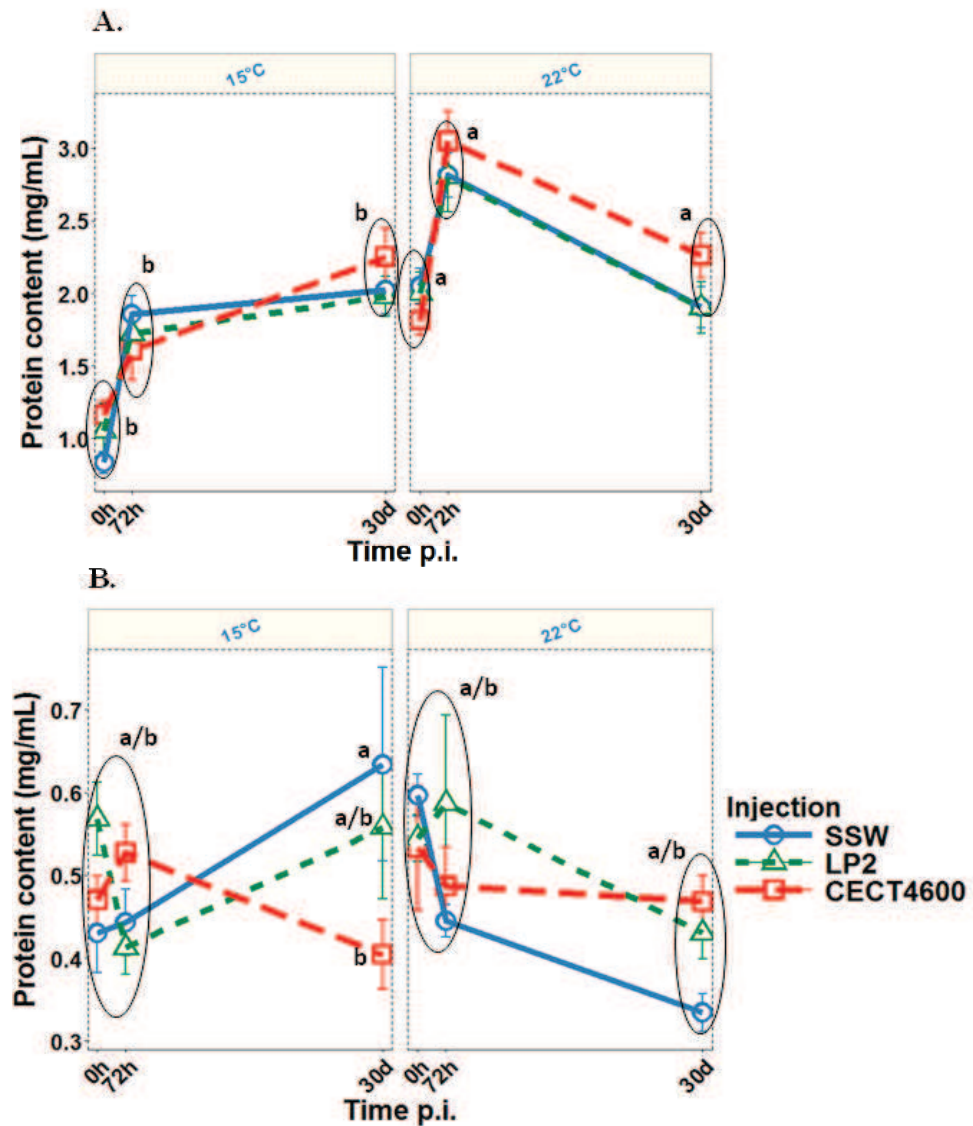 A.
15°C 22°C
Protein content (mg/mL)
3.0
2.5
2.0
1.5
1.0
b
b
b
a
a
a
0h 72h 30d 0h 72h 30d
Time p.i.
B.
15°C 22°C
Protein content (mg/mL)
0.7
0.6
0.5
0.4
0.3
a/b
a
a/b
b
a/b
a/b
Injection
SSW
LP2
CECT4600
0h 72h 30d 0h 72h 30d
Time p.i.